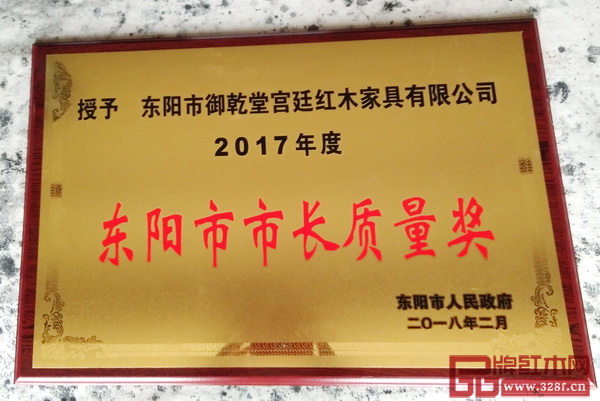 授予 东阳市御乾堂宫廷红木家具有限公司
2017年度
东阳市市长质量奖
东阳市人民政府
二〇一八年二月
品牌红木网
www.328f.cn